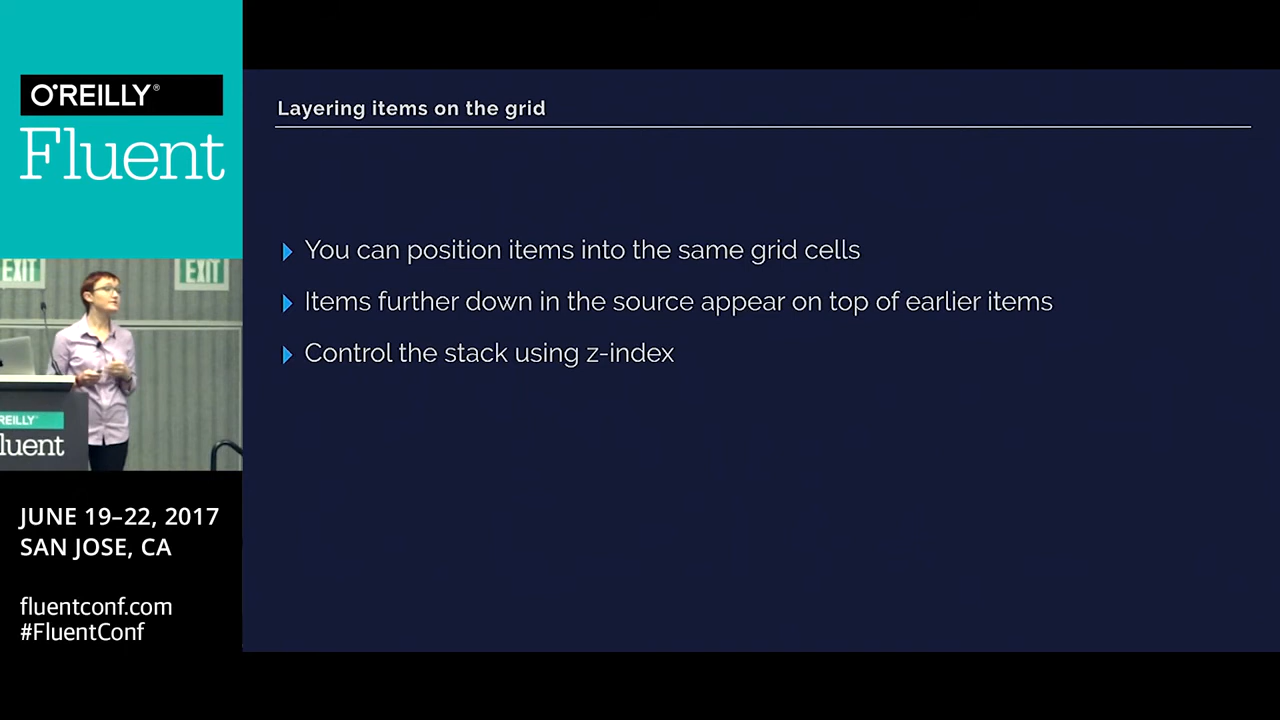 O'REILLY®
Fluent
EXIT
EXIT
REILLY
luent
JUNE 19–22, 2017
SAN JOSE, CA
fluentconf.com
#FluentConf
Layering items on the grid
You can position items into the same grid cells
Items further down in the source appear on top of earlier items
Control the stack using z-index